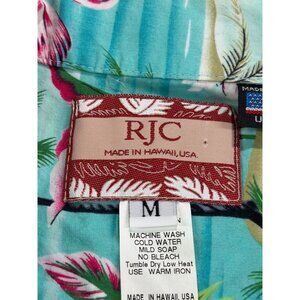 RJC
MADE IN HAWAII, USA.
MADE
U
M
MACHINE WASH
COLD WATER
MILD SOAP
NO BLEACH
Tumble Dry Low Heat
USE WARM IRON
MADE IN HAWAII